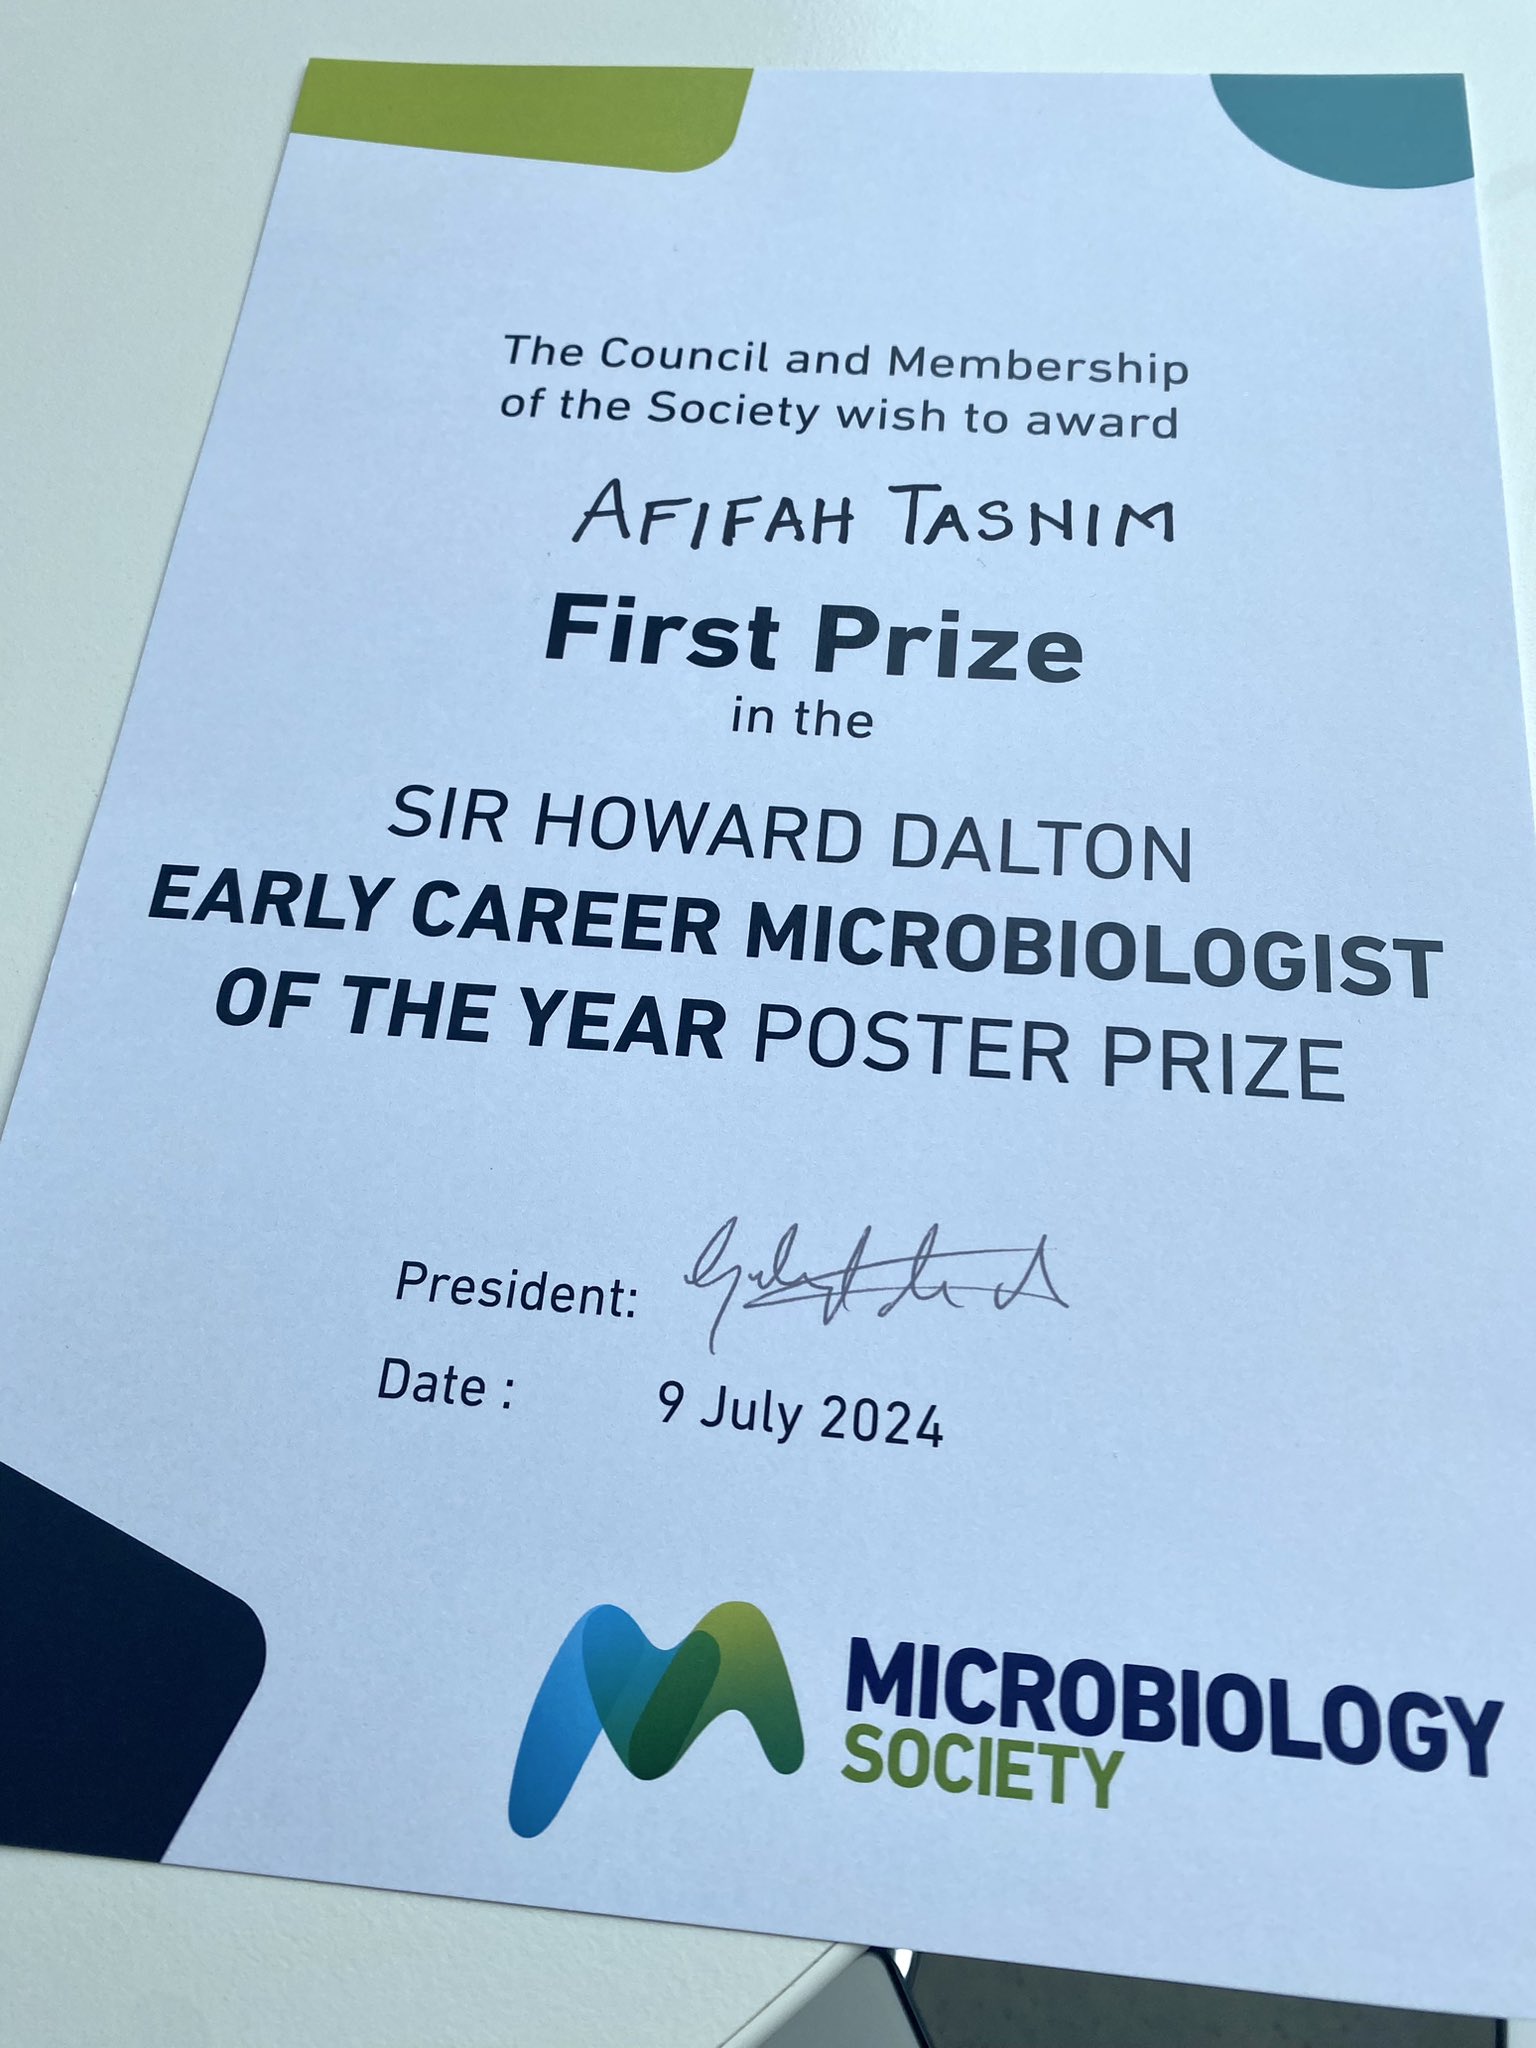 The Council and Membership
of the Society wish to award
AFIFAH TASNIM
First Prize
in the
SIR HOWARD DALTON
EARLY CAREER MICROBIOLOGIST
OF THE YEAR POSTER PRIZE
President:
Date : 9 July 2024
MICROBIOLOGY
SOCIETY